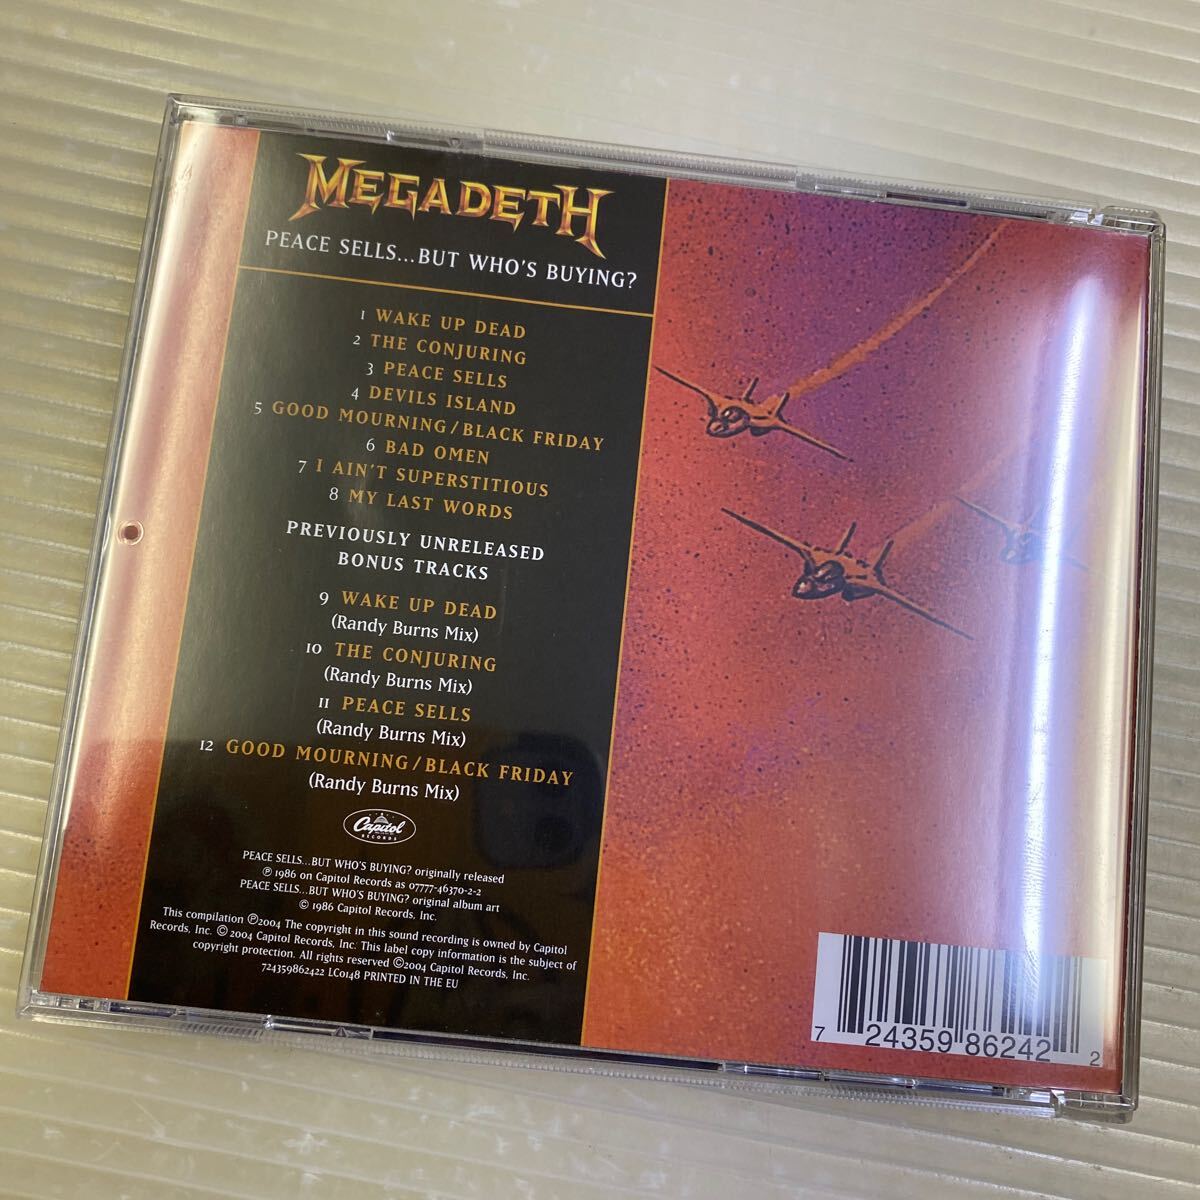 MEGADETH
PEACE SELLS...BUT WHO'S BUYING?
1 WAKE UP DEAD
2 THE CONJURING
3 PEACE SELLS
4 DEVILS ISLAND
5 GOOD MOURNING/BLACK FRIDAY
6 BAD OMEN
7 I AIN'T SUPERSTITIOUS
8 MY LAST WORDS
PREVIOUSLY UNRELEASED
BONUS TRACKS
9 WAKE UP DEAD
(Randy Burns Mix)
10 THE CONJURING
(Randy Burns Mix)
11 PEACE SELLS
(Randy Burns Mix)
12 GOOD MOURNING/BLACK FRIDAY
(Randy Burns Mix)
Capitol
RECORDS
PEACE SELLS...BUT WHO'S BUYING? originally released
℗ 1986 on Capitol Records as 07777-46370-2-2
PEACE SELLS...BUT WHO'S BUYING? original album art
© 1986 Capitol Records, Inc.
This compilation ℗2004 The copyright in this sound recording is owned by Capitol
Records, Inc. ©2004 Capitol Records, Inc. This label copy information is the subject of
copyright protection. All rights reserved ©2004 Capitol Records, Inc.
724359862422 LC0148 PRINTED IN THE EU
7 24359 86242 2